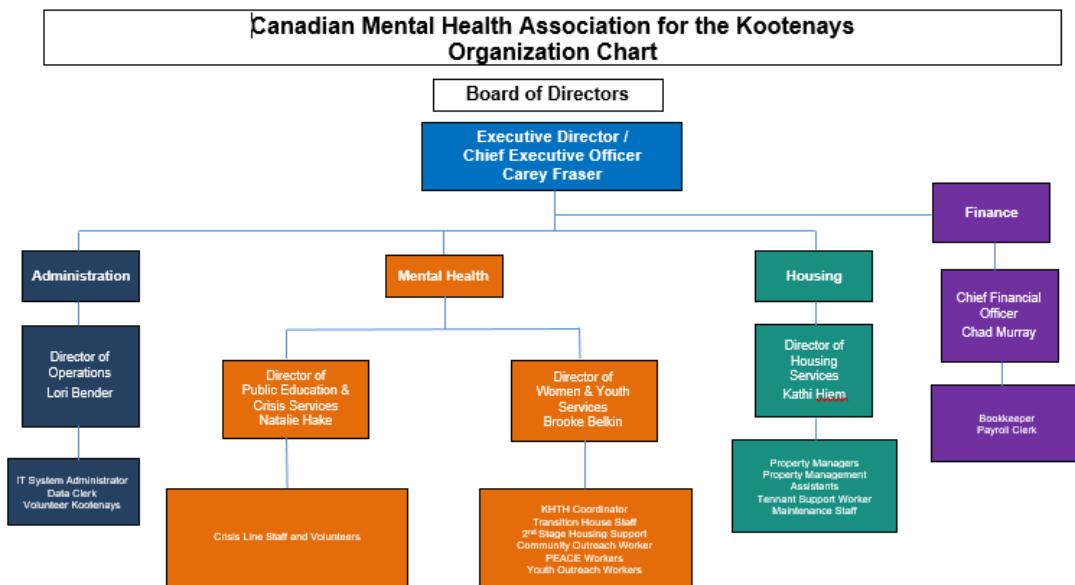 Canadian Mental Health Association for the Kootenays
Organization Chart
Board of Directors
Executive Director /
Chief Executive Officer
Carey Fraser
Finance
Administration
Mental Health
Housing
Chief Financial
Officer
Chad Murray
Director of
Operations
Lori Bender
Director of
Public Education &
Crisis Services
Natalie Hake
Director of
Women & Youth
Services
Brooke Belkin
Director of
Housing
Services
Kathi Hiem
Bookkeeper
Payroll Clerk
IT System Administrator
Data Clerk
Volunteer Kootenays
Crisis Line Staff and Volunteers
KHTH Coordinator
Transition House Staff
2nd Stage Housing Support
Community Outreach Worker
PEACE Workers
Youth Outreach Workers
Property Managers
Property Management
Assistants
Tennant Support Worker
Maintenance Staff